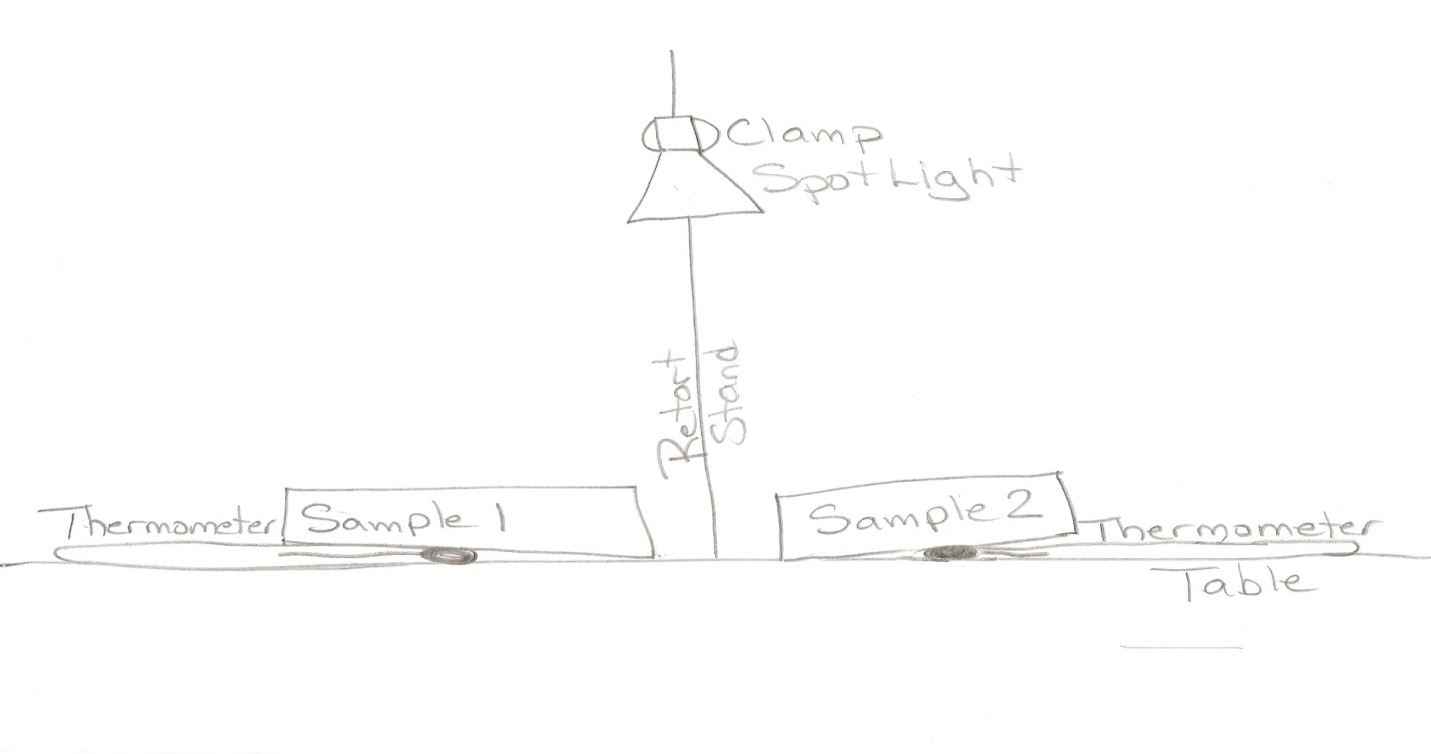 Clamp
Spot Light
Retort
Stand
Thermometer
Sample 1
Sample 2
Thermometer
Table